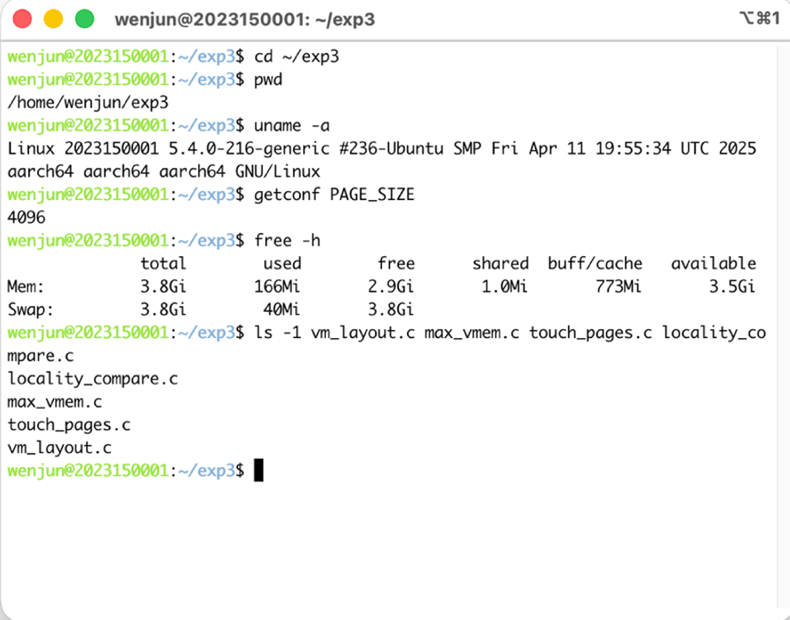 wenjun@2023150001: ~/exp3
⌥⌘1
wenjun@2023150001:~/exp3$ cd ~/exp3
wenjun@2023150001:~/exp3$ pwd
/home/wenjun/exp3
wenjun@2023150001:~/exp3$ uname -a
Linux 2023150001 5.4.0-216-generic #236-Ubuntu SMP Fri Apr 11 19:55:34 UTC 2025
aarch64 aarch64 aarch64 GNU/Linux
wenjun@2023150001:~/exp3$ getconf PAGE_SIZE
4096
wenjun@2023150001:~/exp3$ free -h
              total        used        free      shared  buff/cache   available
Mem:          3.8Gi       166Mi       2.9Gi       1.0Mi       773Mi       3.5Gi
Swap:         3.8Gi        40Mi       3.8Gi
wenjun@2023150001:~/exp3$ ls -1 vm_layout.c max_vmem.c touch_pages.c locality_co
mpare.c
locality_compare.c
max_vmem.c
touch_pages.c
vm_layout.c
wenjun@2023150001:~/exp3$